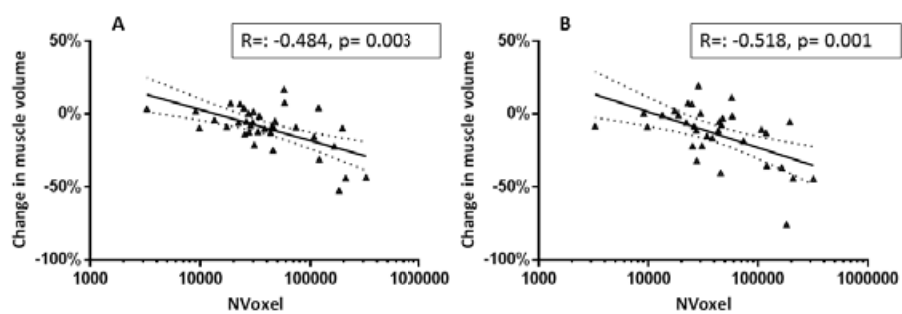 A
R=: -0.484, p= 0.003
50%
0%
-50%
-100%
Change in muscle volume
1000
10000
100000
1000000
NVoxel
B
R=: -0.518, p= 0.001
50%
0%
-50%
-100%
Change in muscle volume
1000
10000
100000
1000000
NVoxel